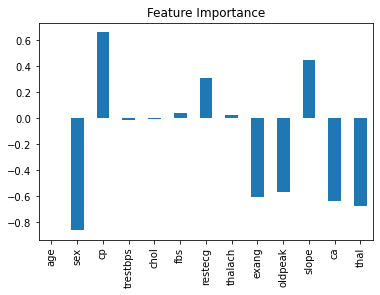 Feature Importance
0.6
0.4
0.2
0.0
−0.2
−0.4
−0.6
−0.8
age
sex
cp
trestbps
chol
fbs
restecg
thalach
exang
oldpeak
slope
ca
thal